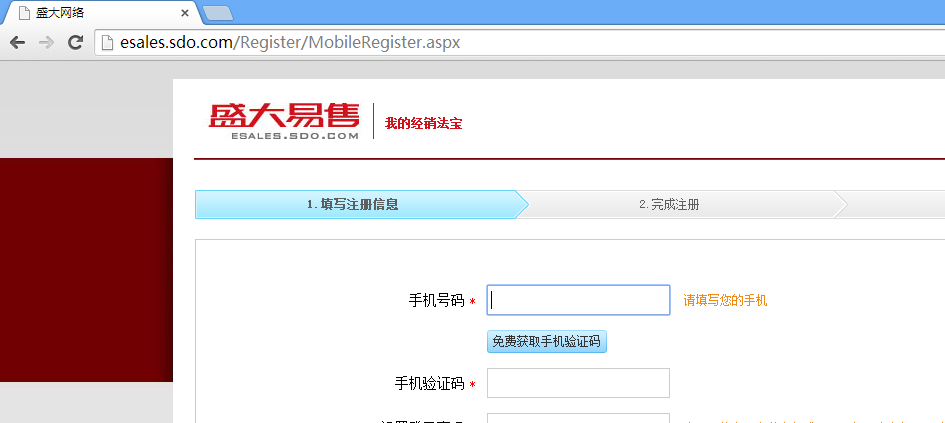 盛大网络
esales.sdo.com/Register/MobileRegister.aspx
盛大易售
ESALES.SDO.COM
我的经销法宝
1.填写注册信息
2.完成注册
手机号码 *
请填写您的手机
免费获取手机验证码
手机验证码 *